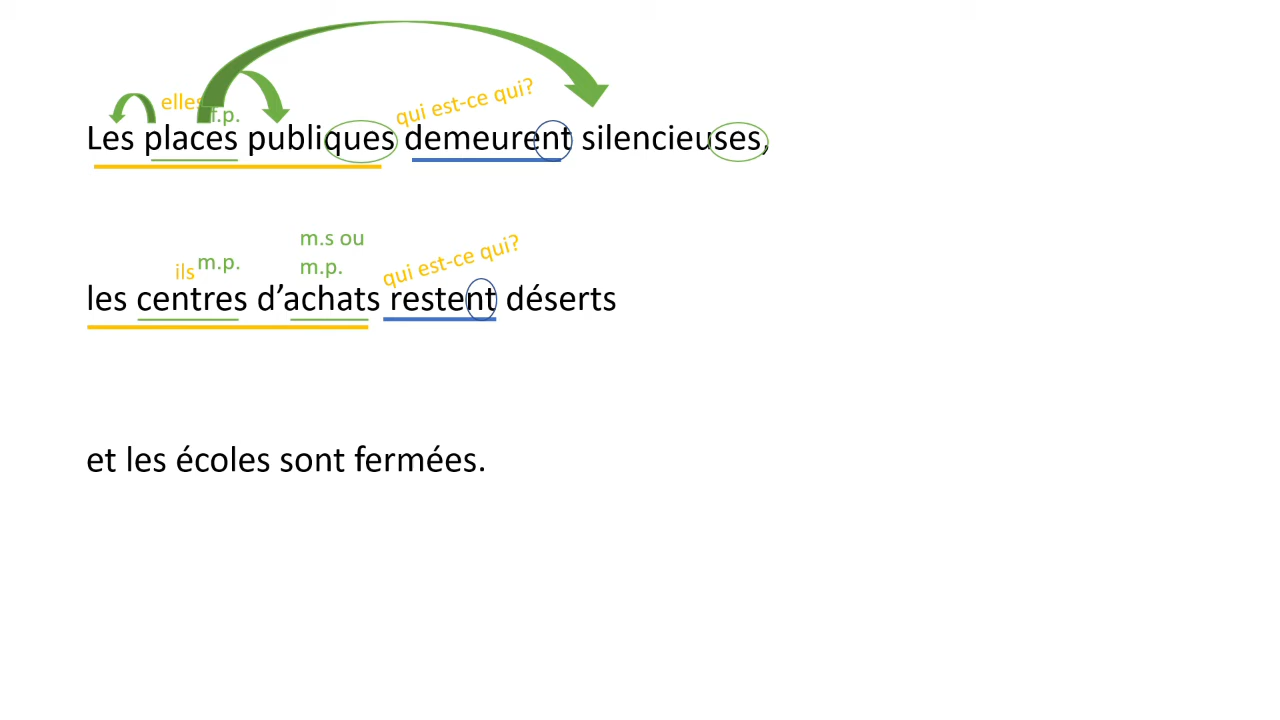 elles
f.p.
qui est-ce qui?
Les places publiques demeurent silencieuses,
m.s ou
m.p.
ils
m.p.
qui est-ce qui?
les centres d’achats restent déserts
et les écoles sont fermées.